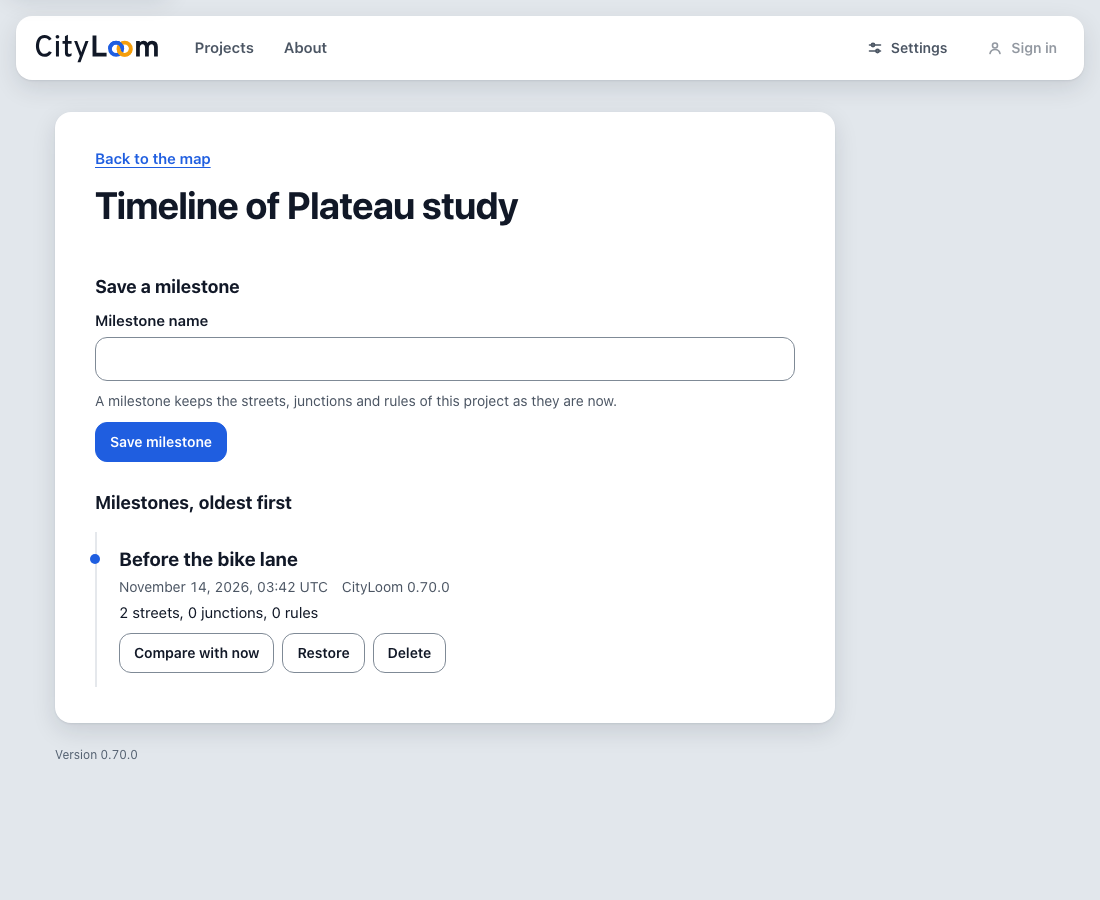 CityLoom
Projects
About
Settings
Sign in
Back to the map
Timeline of Plateau study
Save a milestone
Milestone name
A milestone keeps the streets, junctions and rules of this project as they are now.
Save milestone
Milestones, oldest first
Before the bike lane
November 14, 2026, 03:42 UTC CityLoom 0.70.0
2 streets, 0 junctions, 0 rules
Compare with now
Restore
Delete
Version 0.70.0